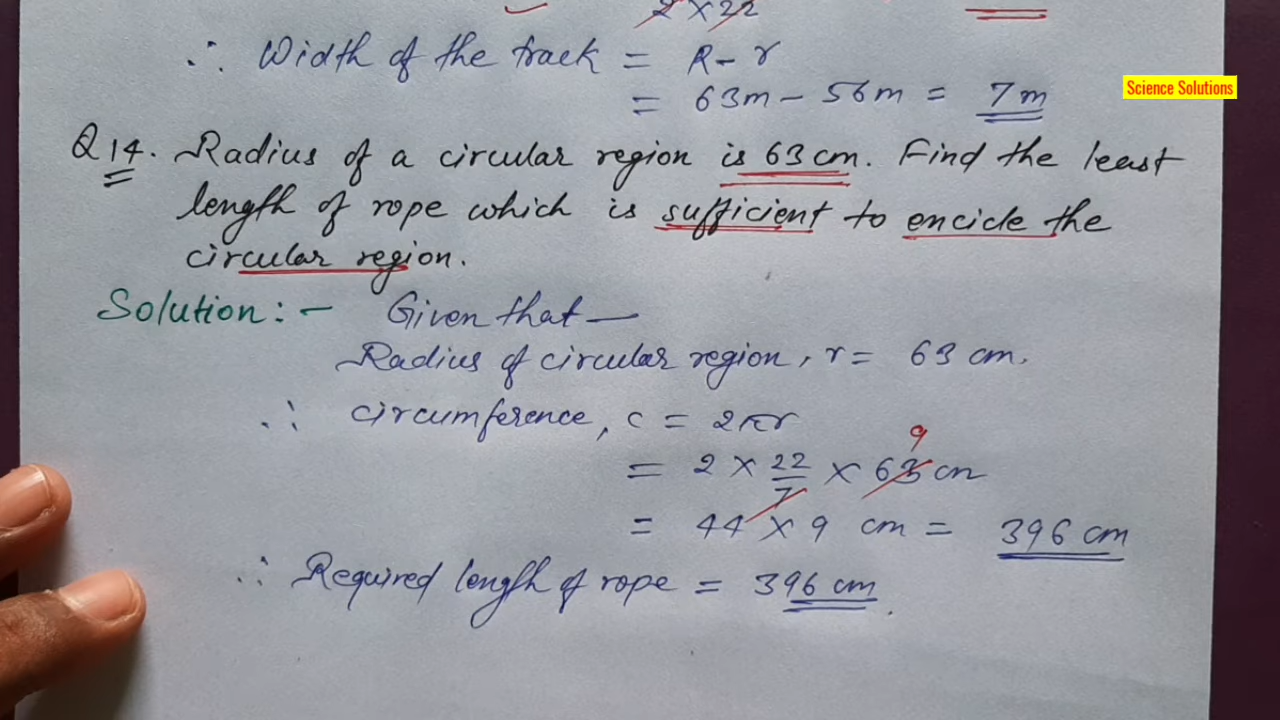 2 × 22
∴ Width of the track = R - r
= 63m - 56m = 7m
Science Solutions
Q 14. Radius of a circular region is 63 cm. Find the least
length of rope which is sufficient to encicle the
circular region.
Solution :- Given that —
Radius of circular region, r = 63 cm.
∴ circumference, c = 2πr
9
= 2 × 22/7 × 63 cm
= 44 × 9 cm = 396 cm
∴ Required length of rope = 396 cm.